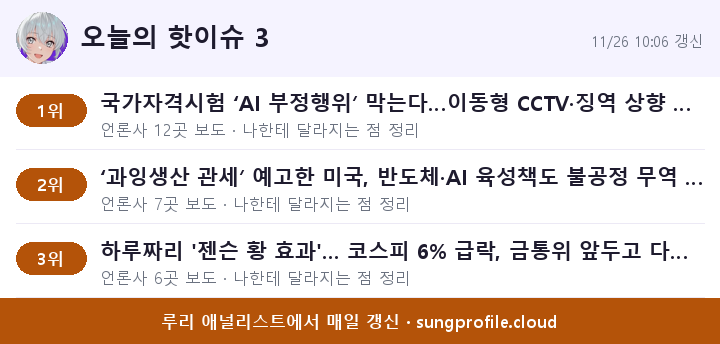 오늘의 핫이슈 3
11/26 10:06 갱신
1위
국가자격시험 ‘AI 부정행위’ 막는다…이동형 CCTV·징역 상향 ...
언론사 12곳 보도 · 나한테 달라지는 점 정리
2위
‘과잉생산 관세’ 예고한 미국, 반도체·AI 육성책도 불공정 무역 ...
언론사 7곳 보도 · 나한테 달라지는 점 정리
3위
하루짜리 '젠슨 황 효과'… 코스피 6% 급락, 금통위 앞두고 다...
언론사 6곳 보도 · 나한테 달라지는 점 정리
루리 애널리스트에서 매일 갱신 · sungprofile.cloud